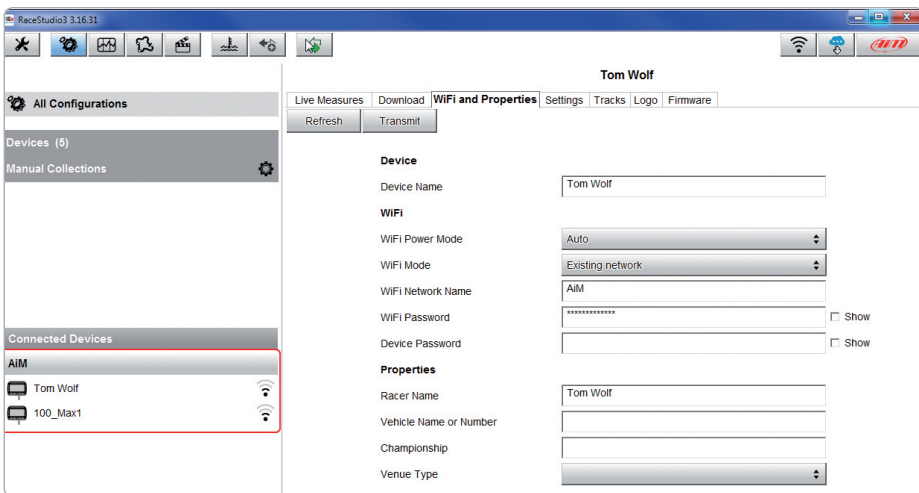 RaceStudio3 3.16.31
AiM
Tom Wolf
All Configurations
Live Measures Download WiFi and Properties Settings Tracks Logo Firmware
Refresh Transmit
Devices (5)
Manual Collections
Device
Device Name Tom Wolf
WiFi
WiFi Power Mode Auto
WiFi Mode Existing network
WiFi Network Name AiM
WiFi Password ************* Show
Connected Devices
Device Password Show
AiM
Properties
Tom Wolf
Racer Name Tom Wolf
100_Max1
Vehicle Name or Number
Championship
Venue Type